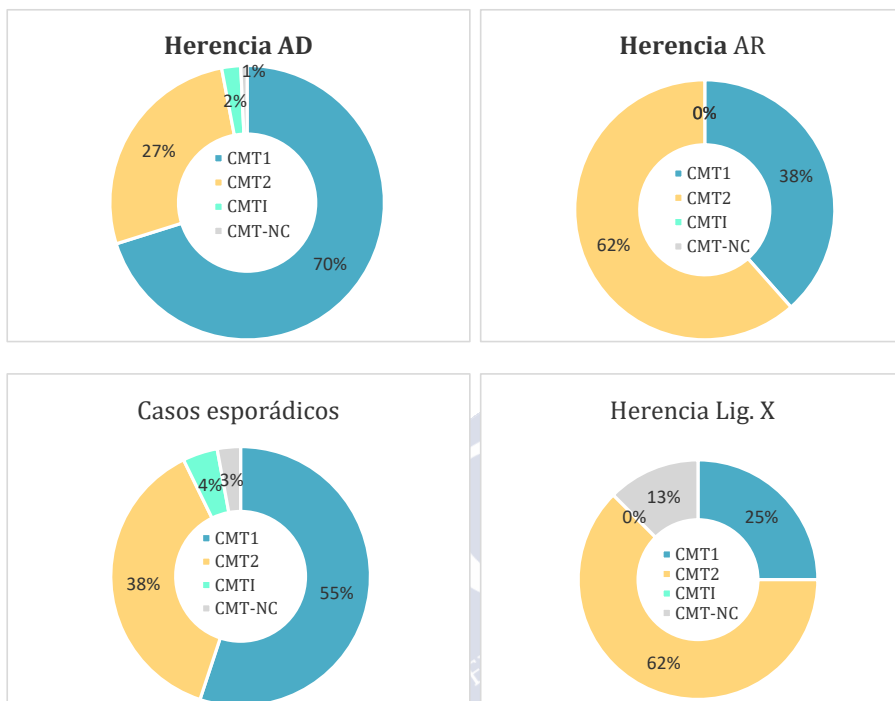 Herencia AD
1%
2%
27%
CMT1
CMT2
CMTI
CMT-NC
70%
Herencia AR
0%
38%
CMT1
CMT2
CMTI
CMT-NC
62%
Casos esporádicos
4%
3%
CMT1
CMT2
CMTI
CMT-NC
38%
55%
Herencia Lig. X
13%
25%
0%
CMT1
CMT2
CMTI
CMT-NC
62%